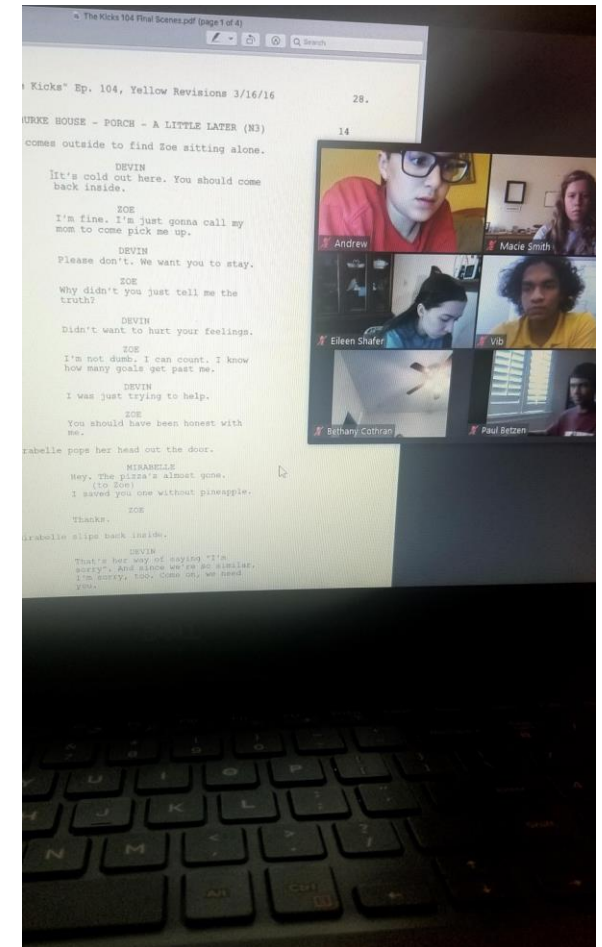 The Kicks 104 Final Scenes.pdf (page 1 of 4)
Search
Kicks" Ep. 104, Yellow Revisions 3/16/16 28.
URKE HOUSE - PORCH - A LITTLE LATER (N3) 14
comes outside to find Zoe sitting alone.
DEVIN
It's cold out here. You should come
back inside.
ZOE
I'm fine. I'm just gonna call my
mom to come pick me up.
DEVIN
Please don't. We want you to stay.
ZOE
Why didn't you just tell me the
truth?
DEVIN
Didn't want to hurt your feelings.
ZOE
I'm not dumb. I can count. I know
how many goals get past me.
DEVIN
I was just trying to help.
ZOE
You should have been honest with
me.
rabelle pops her head out the door.
MIRABELLE
Hey. The pizza's almost gone.
(to Zoe)
I saved you one without pineapple.
ZOE
Thanks.
irabelle slips back inside.
DEVIN
That's her way of saying "I'm
sorry". And since we're so similar,
I'm sorry, too. Come on, we need
you.
Andrew
Macie Smith
Eileen Shafer
Vib
Bethany Cothran
Paul Betzen
U
I
O
P
H
J
K
L
N
M
Alt
Ctrl
Shift